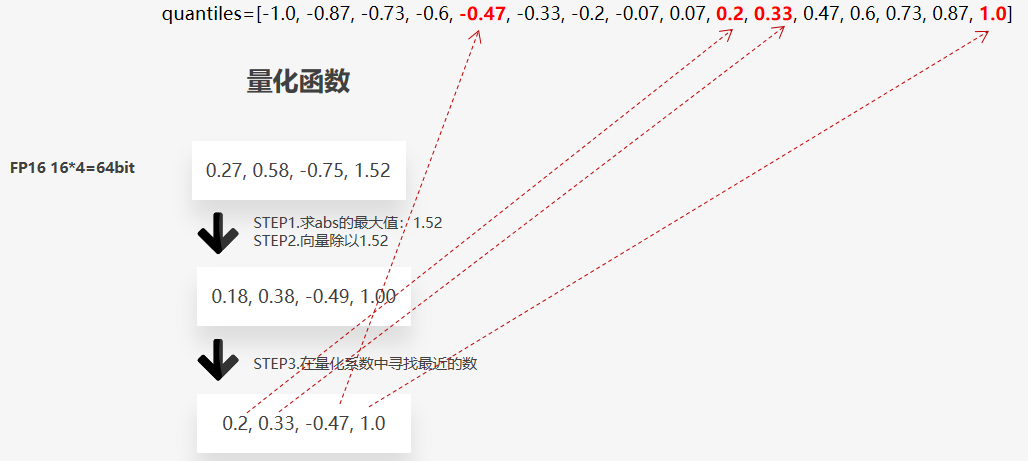 quantiles=[-1.0, -0.87, -0.73, -0.6, -0.47, -0.33, -0.2, -0.07, 0.07, 0.2, 0.33, 0.47, 0.6, 0.73, 0.87, 1.0]
量化函数
FP16 16*4=64bit
0.27, 0.58, -0.75, 1.52
STEP1.求abs的最大值：1.52
STEP2.向量除以1.52
0.18, 0.38, -0.49, 1.00
STEP3.在量化系数中寻找最近的数
0.2, 0.33, -0.47, 1.0